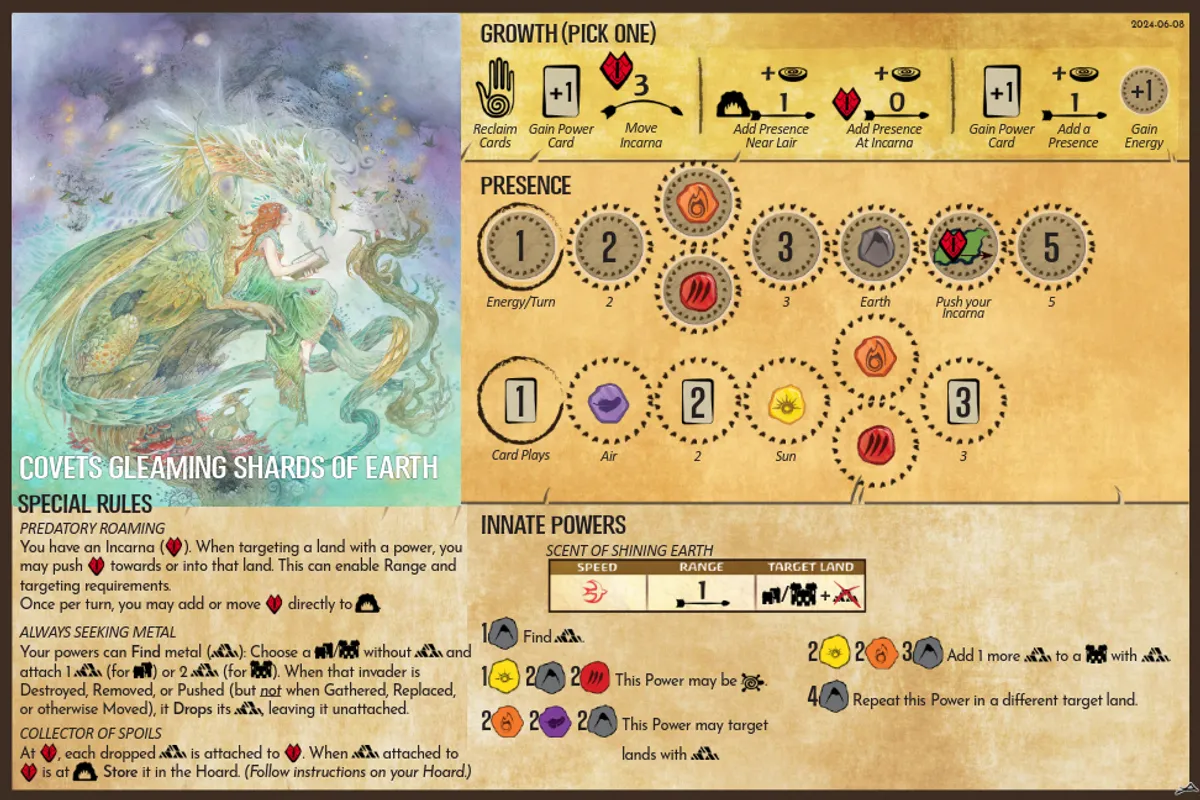 2024-06-08
GROWTH (PICK ONE)
+1
3
+
1
+
0
+1
+
1
+1
Reclaim Cards
Gain Power Card
Move Incarna
Add Presence Near Lair
Add Presence At Incarna
Gain Power Card
Add a Presence
Gain Energy
PRESENCE
1
2
3
5
Energy/Turn
2
3
Earth
Push your Incarna
5
1
2
3
Card Plays
Air
2
Sun
3
COVETS GLEAMING SHARDS OF EARTH
SPECIAL RULES
PREDATORY ROAMING
You have an Incarna ( ). When targeting a land with a power, you
may push towards or into that land. This can enable Range and
targeting requirements.
Once per turn, you may add or move directly to .
ALWAYS SEEKING METAL
Your powers can Find metal ( ): Choose a / without and
attach 1 (for ) or 2 (for ). When that invader is
Destroyed, Removed, or Pushed (but not when Gathered, Replaced,
or otherwise Moved), it Drops its , leaving it unattached.
COLLECTOR OF SPOILS
At , each dropped is attached to . When attached to
is at , Store it in the Hoard. (Follow instructions on your Hoard.)
INNATE POWERS
SCENT OF SHINING EARTH
SPEED RANGE TARGET LAND
1 / +
1 Find .
1 2 2 This Power may be .
2 2 2 This Power may target
lands with
2 2 3 Add 1 more to a with .
4 Repeat this Power in a different target land.